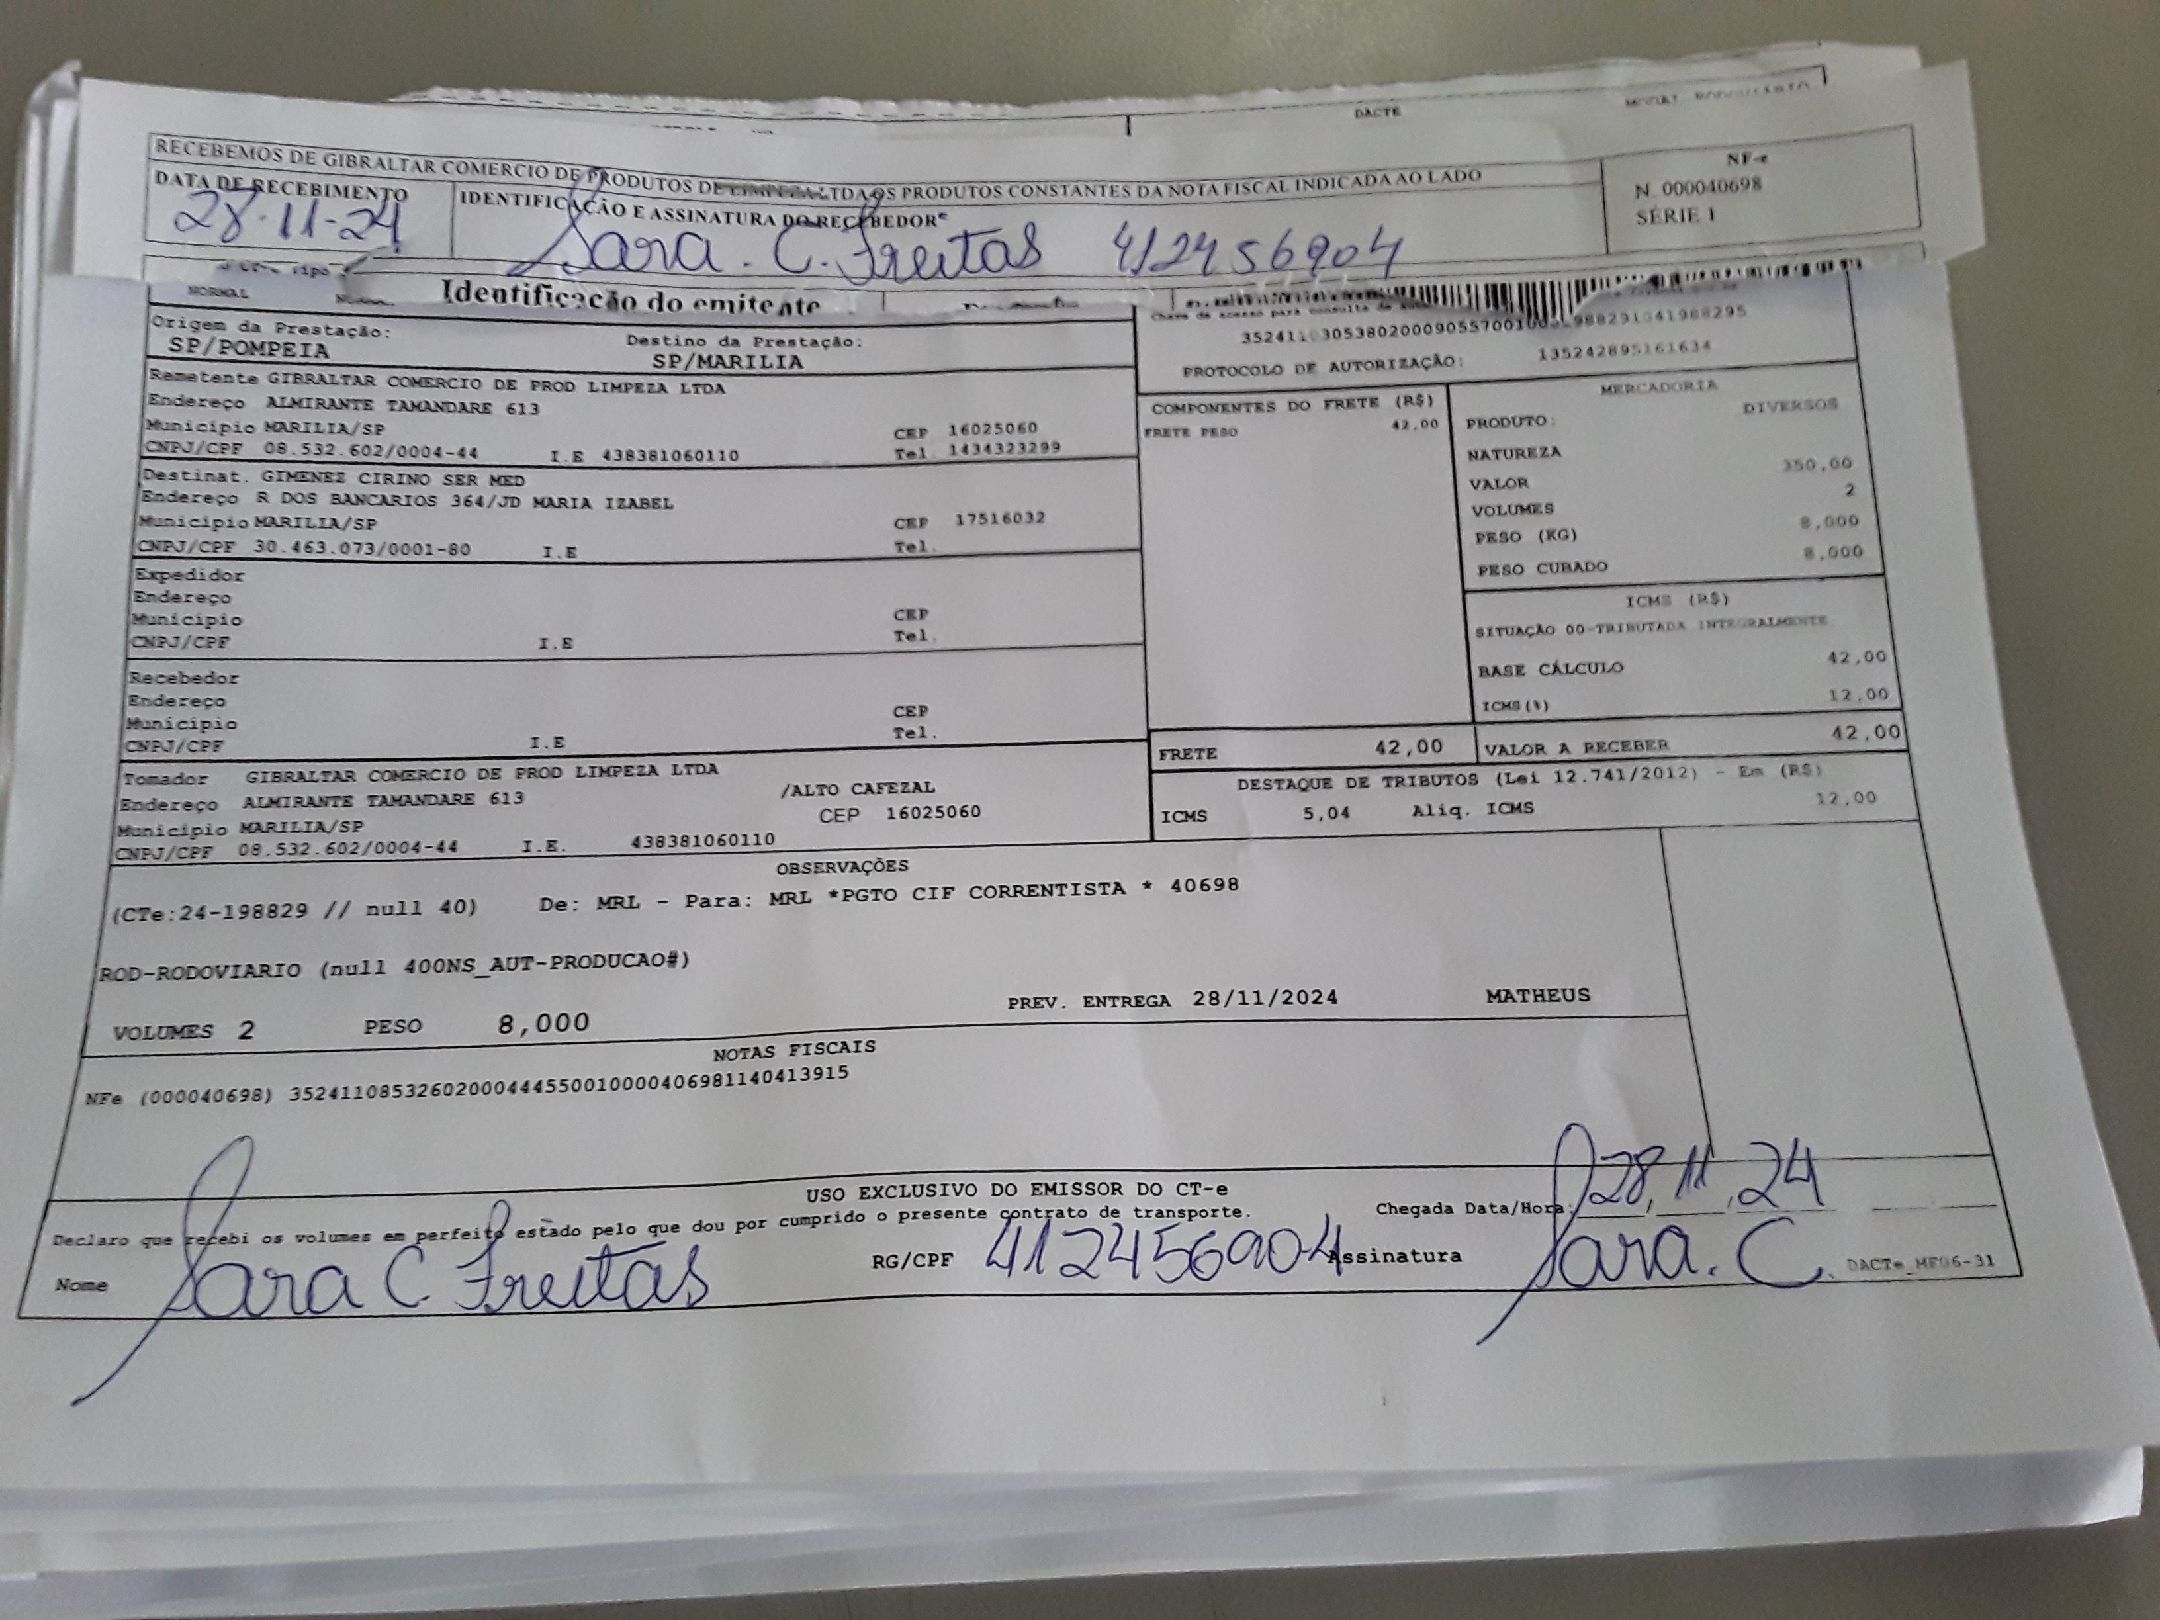 DACTE
RECEBEMOS DE GIBRALTAR COMERCIO DE PRODUTOS DE LIMPEZA LTDA OS PRODUTOS CONSTANTES DA NOTA FISCAL INDICADA AO LADO
NF-e
N. 000040698
SÉRIE 1
DATA DE RECEBIMENTO
28.11.24
IDENTIFICAÇÃO E ASSINATURA DO RECEBEDOR
Sara. C. Freitas 412456904
NORMAL
Identificação do emitente
Origem da Prestação:
SP/POMPEIA
Destino da Prestação:
SP/MARILIA
PROTOCOLO DE AUTORIZAÇÃO: 135242895161634
Remetente GIBRALTAR COMERCIO DE PROD LIMPEZA LTDA
Endereço ALMIRANTE TAMANDARE 613
Município MARILIA/SP CEP 16025060
CNPJ/CPF 08.532.602/0004-44 I.E 438381060110 Tel. 1434323299
Destinat. GIMENEZ CIRINO SER MED
Endereço R DOS BANCARIOS 364/JD MARIA IZABEL
Município MARILIA/SP CEP 17516032
CNPJ/CPF 30.463.073/0001-80 I.E Tel.
Expedidor
Endereço
Município CEP
CNPJ/CPF I.E Tel.
Recebedor
Endereço
Município CEP
CNPJ/CPF I.E Tel.
Tomador GIBRALTAR COMERCIO DE PROD LIMPEZA LTDA
Endereço ALMIRANTE TAMANDARE 613 /ALTO CAFEZAL
Município MARILIA/SP CEP 16025060
CNPJ/CPF 08.532.602/0004-44 I.E. 438381060110
COMPONENTES DO FRETE (R$)
FRETE PESO 42,00
MERCADORIA
PRODUTO: DIVERSOS
NATUREZA
VALOR 350,00
VOLUMES 2
PESO (KG) 8,000
PESO CUBADO 8,000
ICMS (R$)
SITUAÇÃO 00-TRIBUTADA INTEGRALMENTE
BASE CÁLCULO 42,00
ICMS(%) 12,00
FRETE 42,00 VALOR A RECEBER 42,00
DESTAQUE DE TRIBUTOS (Lei 12.741/2012) - Em (R$)
ICMS 5,04 Aliq. ICMS 12,00
OBSERVAÇÕES
(CTe:24-198829 // null 40) De: MRL - Para: MRL *PGTO CIF CORRENTISTA * 40698
ROD-RODOVIARIO (null 400NS_AUT-PRODUCAO#)
VOLUMES 2 PESO 8,000 PREV. ENTREGA 28/11/2024 MATHEUS
NOTAS FISCAIS
NFe (000040698) 35241108532602000444550010000406981140413915
USO EXCLUSIVO DO EMISSOR DO CT-e
Declaro que recebi os volumes em perfeito estado pelo que dou por cumprido o presente contrato de transporte.
Chegada Data/Hora: 28/11/24
Nome Sara C Freitas RG/CPF 412456904 Assinatura Sara. C. DACTe_MF06-31